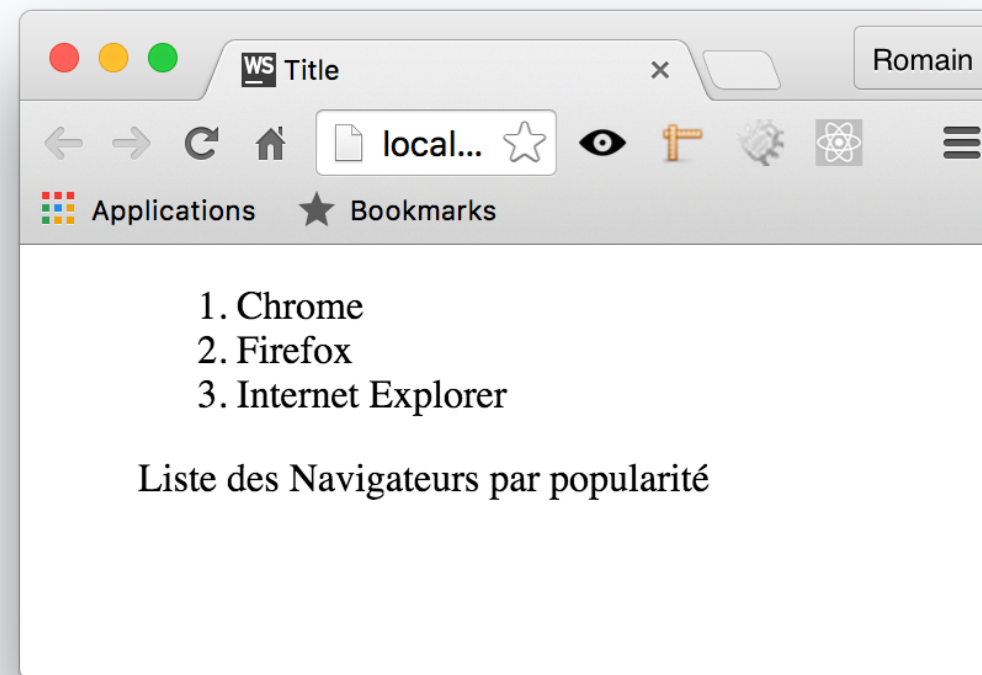 WS Title
Romain
local...
Applications
Bookmarks
1. Chrome
2. Firefox
3. Internet Explorer
Liste des Navigateurs par popularité